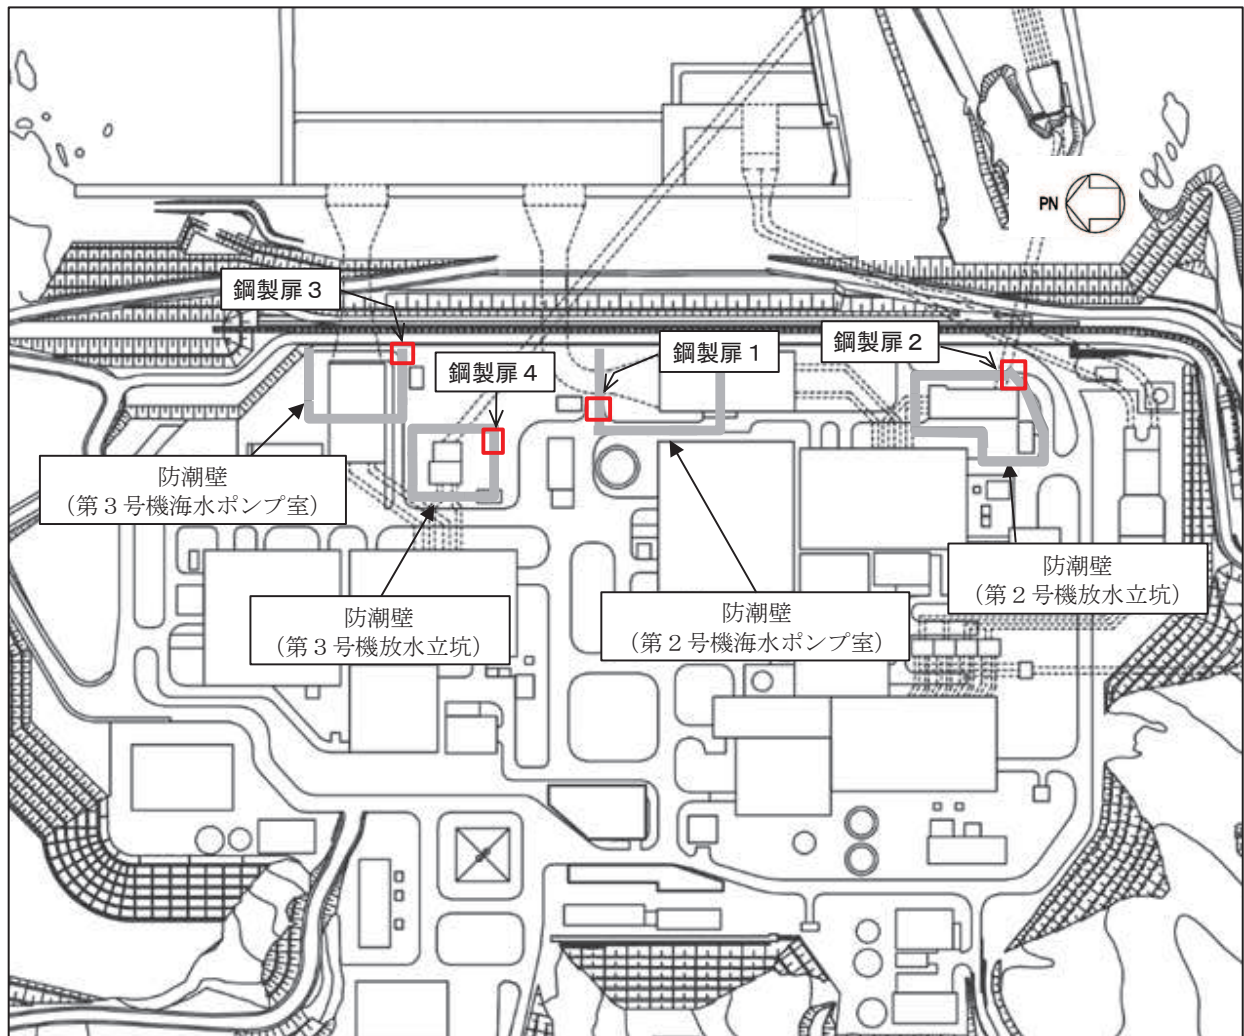 PN
鋼製扉３
鋼製扉４
鋼製扉１
鋼製扉２
防潮壁
（第３号機海水ポンプ室）
防潮壁
（第３号機放水立坑）
防潮壁
（第２号機海水ポンプ室）
防潮壁
（第２号機放水立坑）